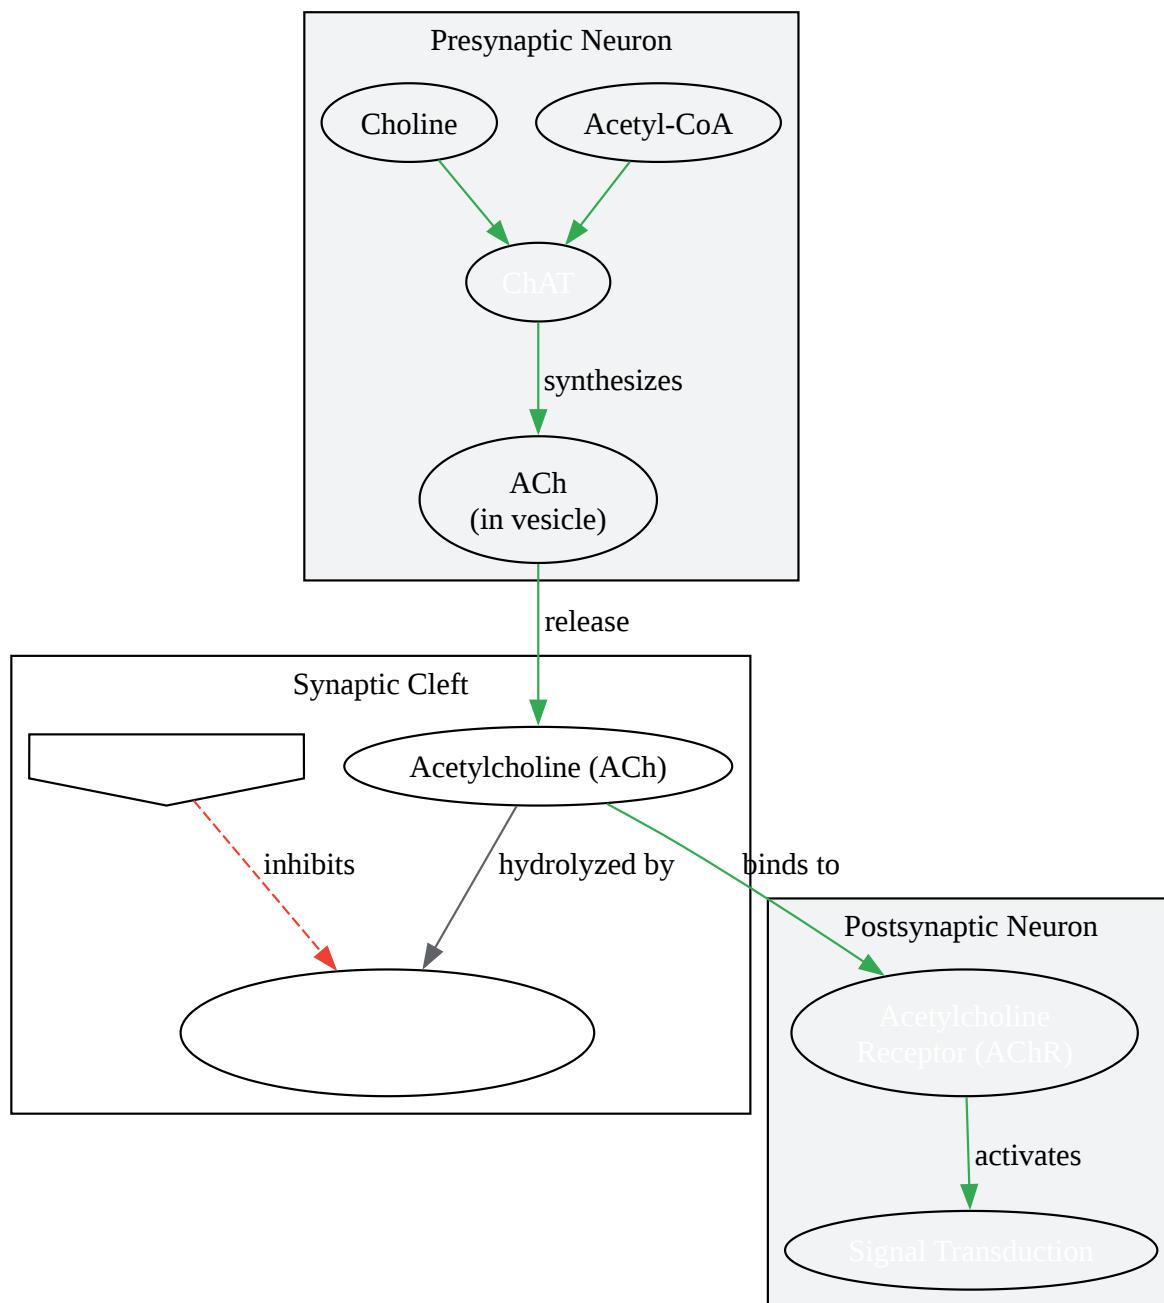 Presynaptic Neuron
Choline
Acetyl-CoA
ChAT
synthesizes
ACh
(in vesicle)
release
Synaptic Cleft
Acetylcholine (ACh)
inhibits
hydrolyzed by
binds to
Postsynaptic Neuron
Acetylcholine
Receptor (AChR)
activates
Signal Transduction